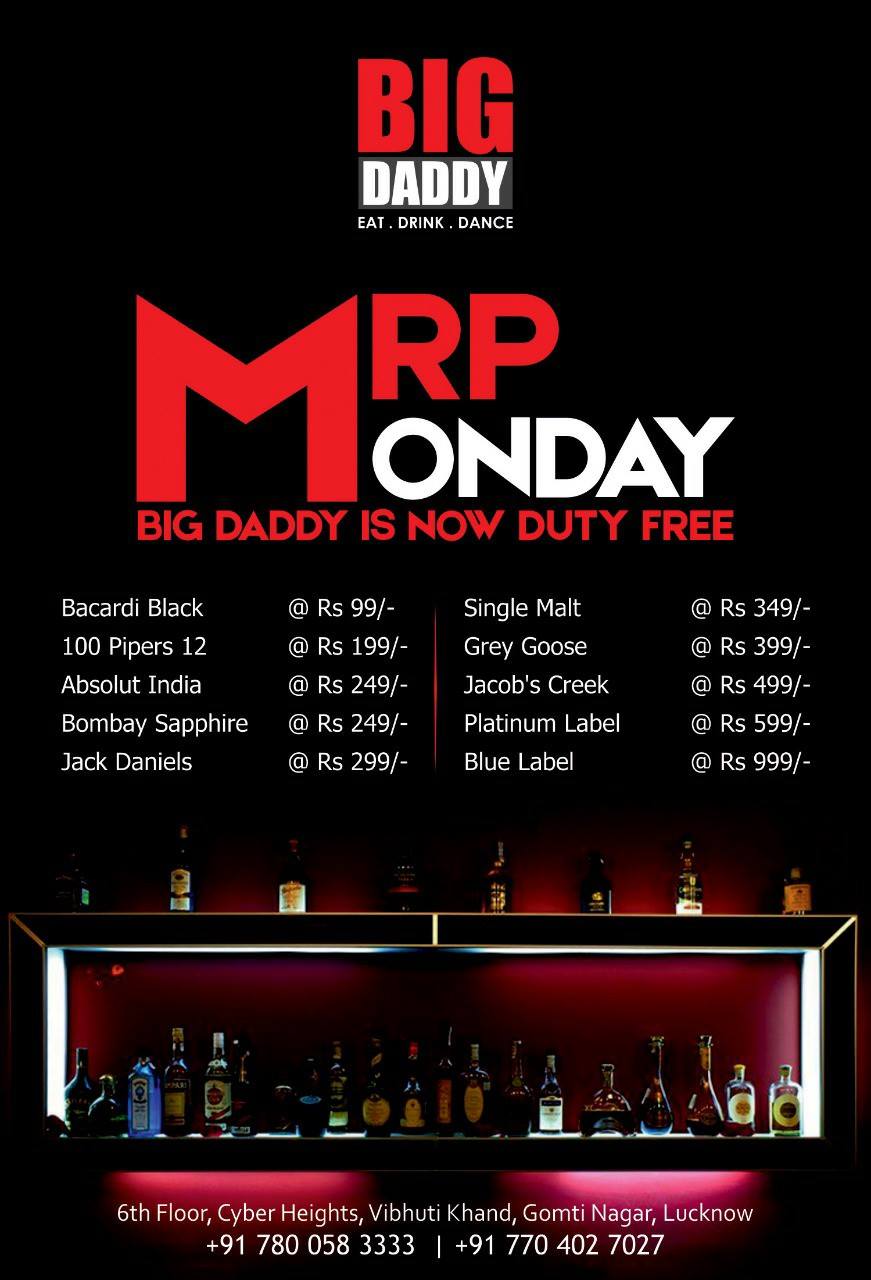 BIG
DADDY
EAT . DRINK . DANCE
MRP
MONDAY
BIG DADDY IS NOW DUTY FREE
Bacardi Black @ Rs 99/-
100 Pipers 12 @ Rs 199/-
Absolut India @ Rs 249/-
Bombay Sapphire @ Rs 249/-
Jack Daniels @ Rs 299/-
Single Malt @ Rs 349/-
Grey Goose @ Rs 399/-
Jacob's Creek @ Rs 499/-
Platinum Label @ Rs 599/-
Blue Label @ Rs 999/-
6th Floor, Cyber Heights, Vibhuti Khand, Gomti Nagar, Lucknow
+91 780 058 3333 | +91 770 402 7027